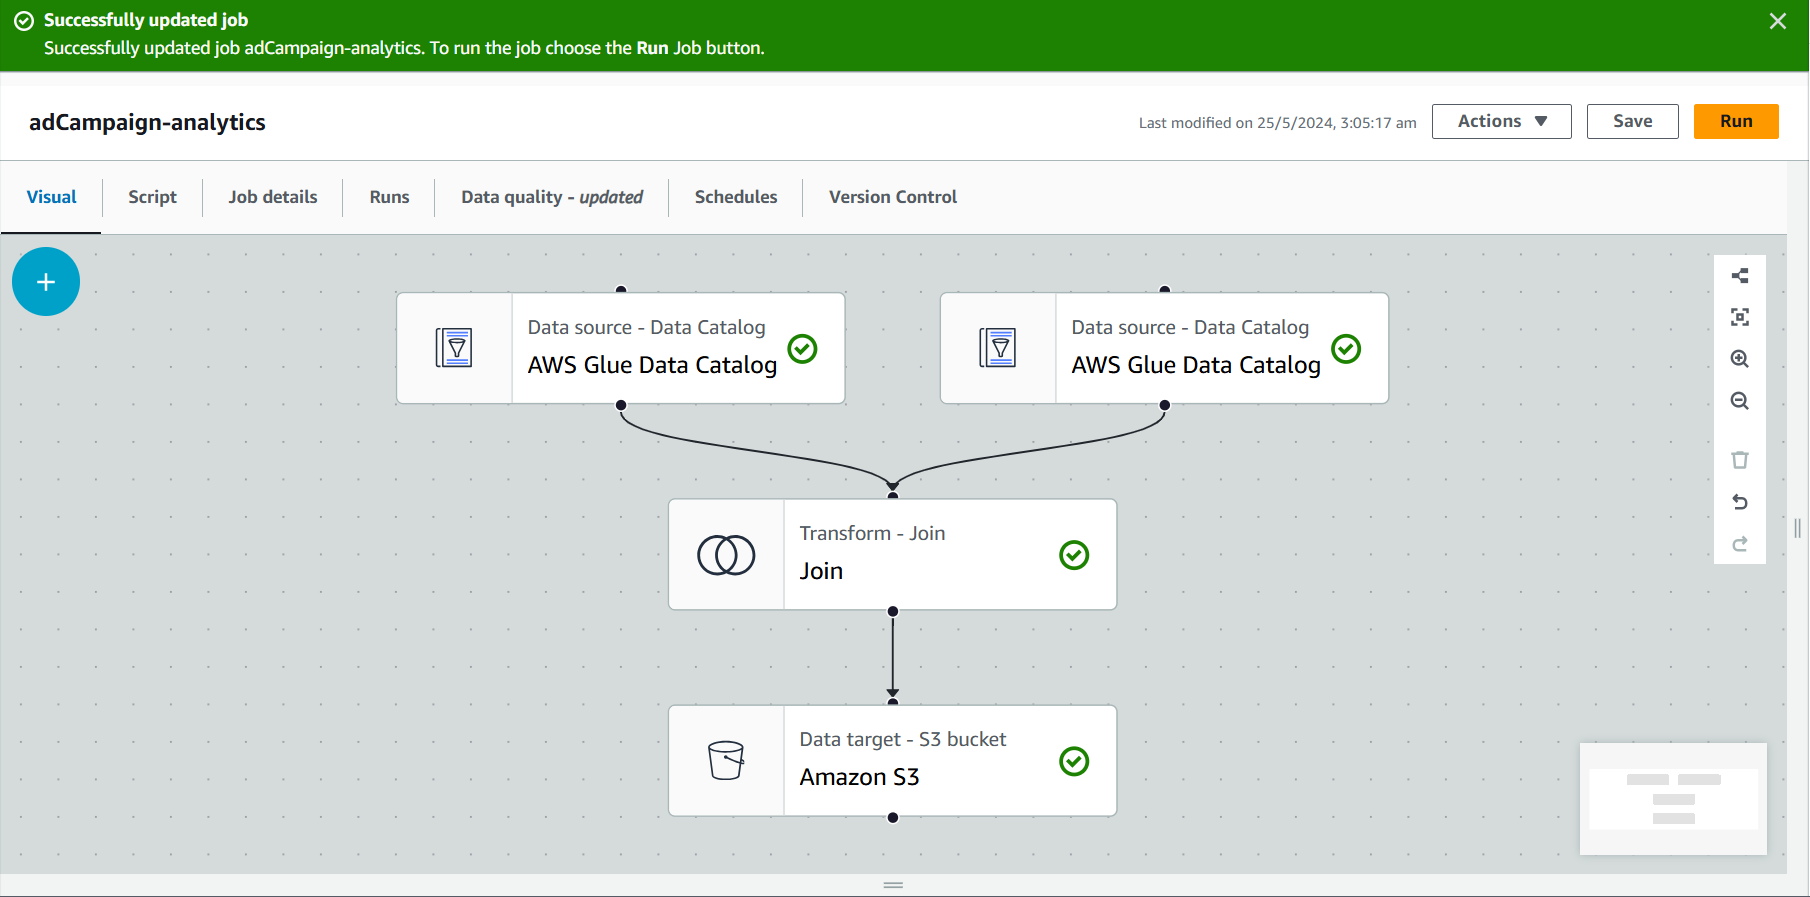 Successfully updated job
Successfully updated job adCampaign-analytics. To run the job choose the Run Job button.
adCampaign-analytics
Last modified on 25/5/2024, 3:05:17 am
Actions
Save
Run
Visual
Script
Job details
Runs
Data quality - updated
Schedules
Version Control
Data source - Data Catalog
AWS Glue Data Catalog
Data source - Data Catalog
AWS Glue Data Catalog
Transform - Join
Join
Data target - S3 bucket
Amazon S3